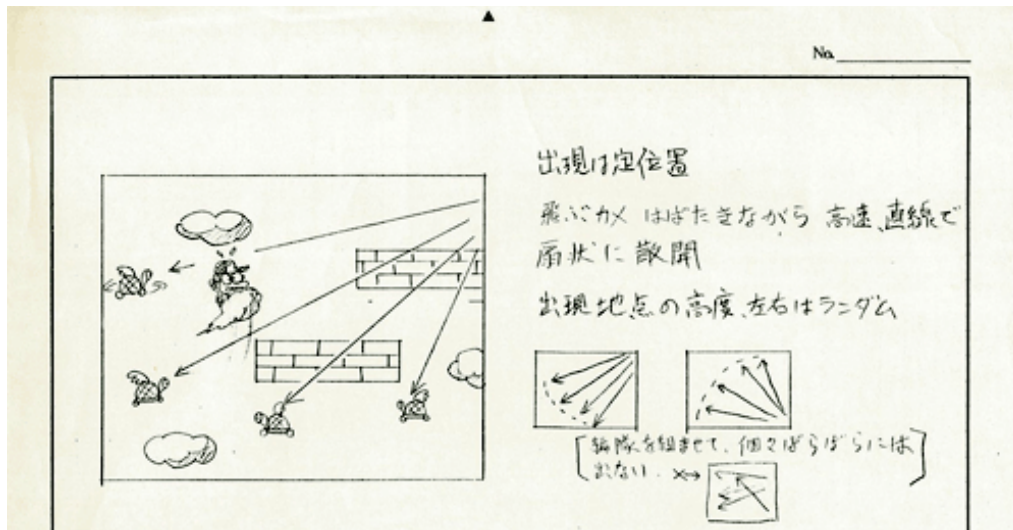 No.
出現は定位置
飛ぶカメ はばたきながら 高速、直線で
扇状に 散開
出現地点の高度、左右はランダム
[編隊を組ませて、個々ばらばらには
出ない. ×↔]